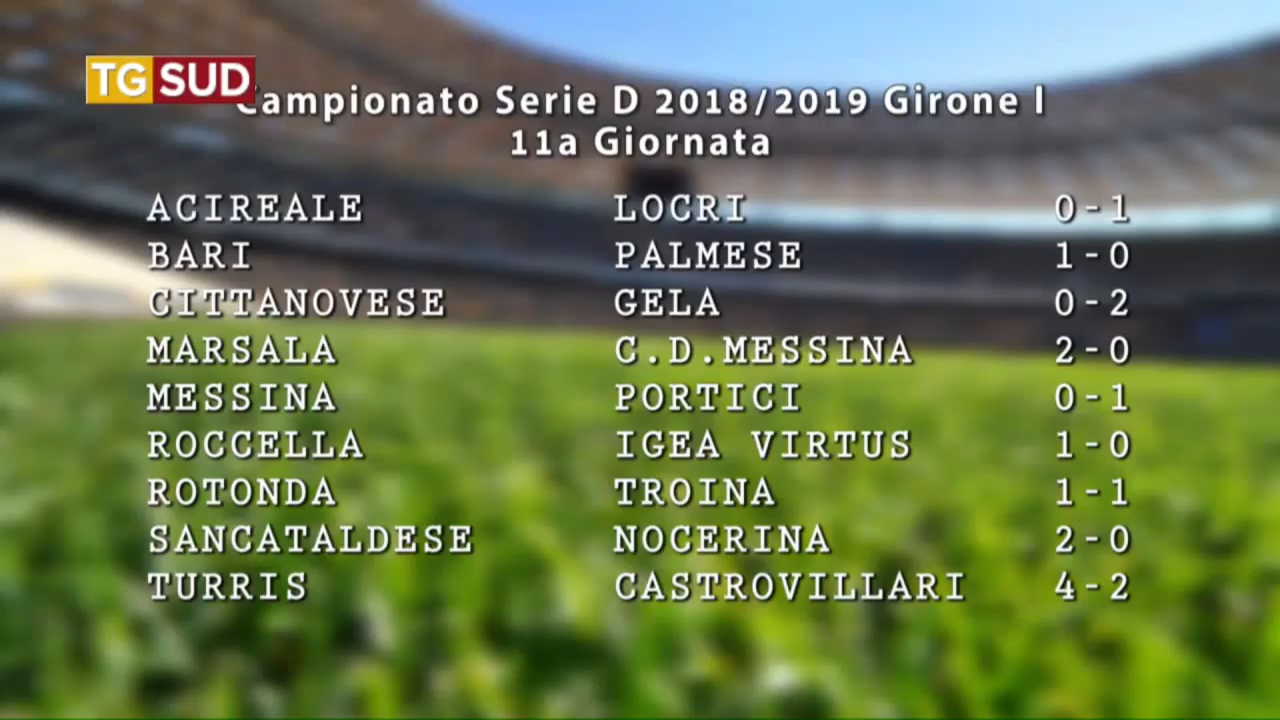 TG SUD
Campionato Serie D 2018/2019 Girone I
11a Giornata
ACIREALE LOCRI 0-1
BARI PALMESE 1-0
CITTANOVESE GELA 0-2
MARSALA C.D.MESSINA 2-0
MESSINA PORTICI 0-1
ROCCELLA IGEA VIRTUS 1-0
ROTONDA TROINA 1-1
SANCATALDESE NOCERINA 2-0
TURRIS CASTROVILLARI 4-2